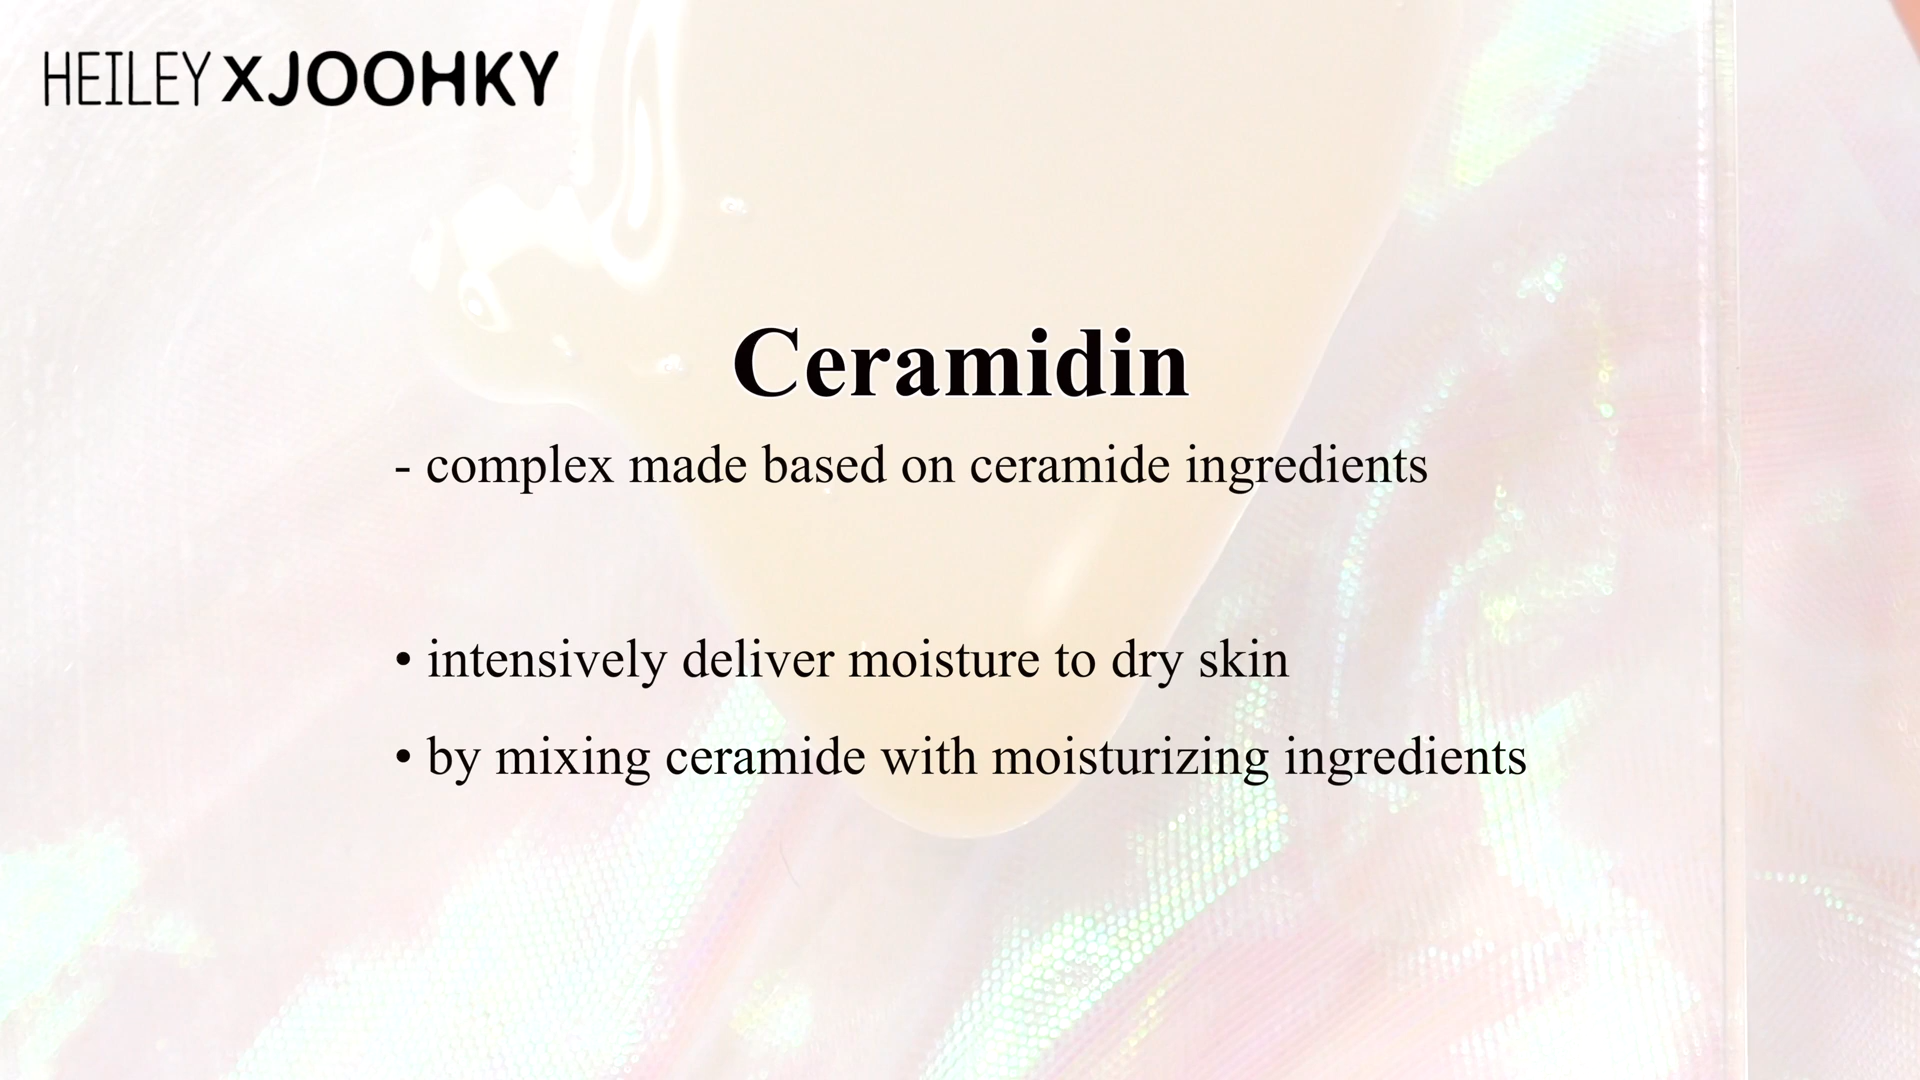 HEILEY X JOOHKY
Ceramidin
- complex made based on ceramide ingredients
• intensively deliver moisture to dry skin
• by mixing ceramide with moisturizing ingredients